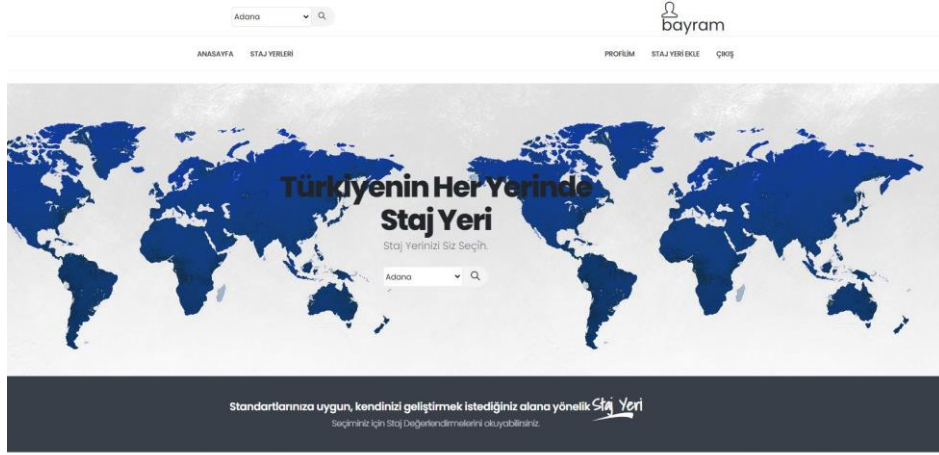 Adana
bayram
ANASAYFA STAJ YERLERİ
PROFİLİM STAJ YERİ EKLE ÇIKIŞ
Türkiyenin Her Yerinde
Staj Yeri
Staj Yerinizi Siz Seçin.
Adana
Standartlarınıza uygun, kendinizi geliştirmek istediğiniz alana yönelik Staj Yeri
Seçiminiz için Staj Değerlendirmelerini okuyabilirsiniz.